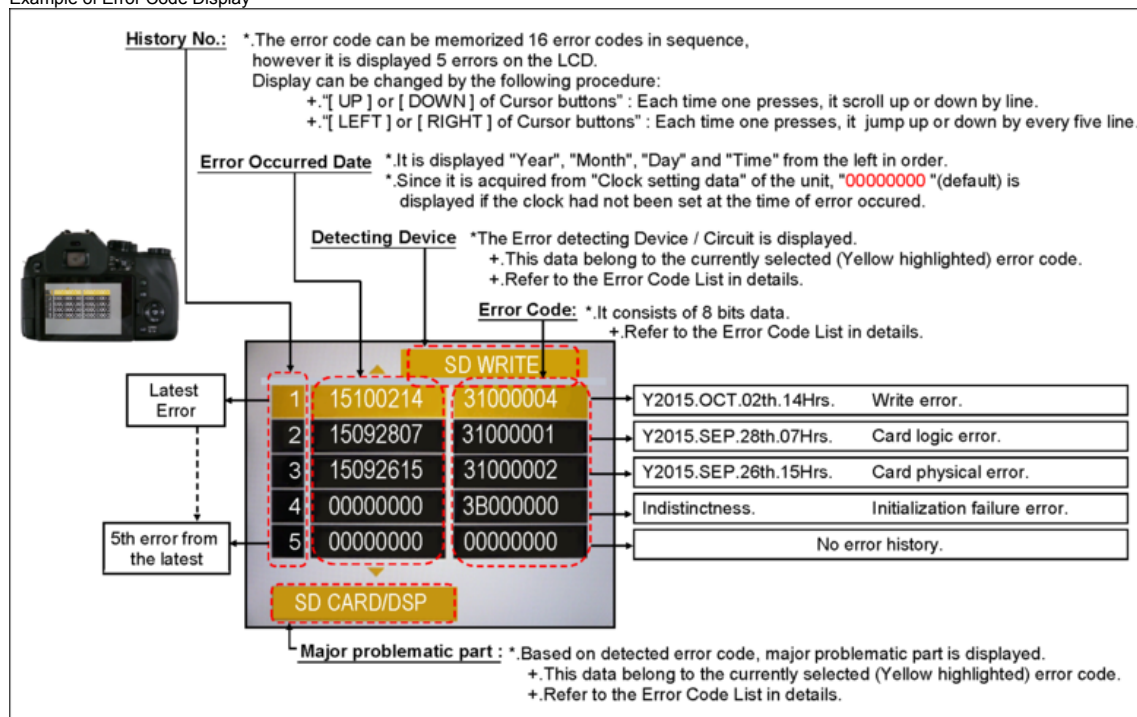 Example of Error Code Display
History No.: *.The error code can be memorized 16 error codes in sequence,
however it is displayed 5 errors on the LCD.
Display can be changed by the following procedure:
+."[ UP ] or [ DOWN ] of Cursor buttons" : Each time one presses, it scroll up or down by line.
+."[ LEFT ] or [ RIGHT ] of Cursor buttons" : Each time one presses, it jump up or down by every five line.
Error Occurred Date *.It is displayed "Year", "Month", "Day" and "Time" from the left in order.
*.Since it is acquired from "Clock setting data" of the unit, "00000000 "(default) is
displayed if the clock had not been set at the time of error occured.
Detecting Device *The Error detecting Device / Circuit is displayed.
+.This data belong to the currently selected (Yellow highlighted) error code.
+.Refer to the Error Code List in details.
Error Code: *.It consists of 8 bits data.
+.Refer to the Error Code List in details.
SD WRITE
Latest
Error
1 15100214 31000004 Y2015.OCT.02th.14Hrs. Write error.
2 15092807 31000001 Y2015.SEP.28th.07Hrs. Card logic error.
3 15092615 31000002 Y2015.SEP.26th.15Hrs. Card physical error.
4 00000000 3B000000 Indistinctness. Initialization failure error.
5 00000000 00000000 No error history.
5th error from
the latest
SD CARD/DSP
Major problematic part : *.Based on detected error code, major problematic part is displayed.
+.This data belong to the currently selected (Yellow highlighted) error code.
+.Refer to the Error Code List in details.